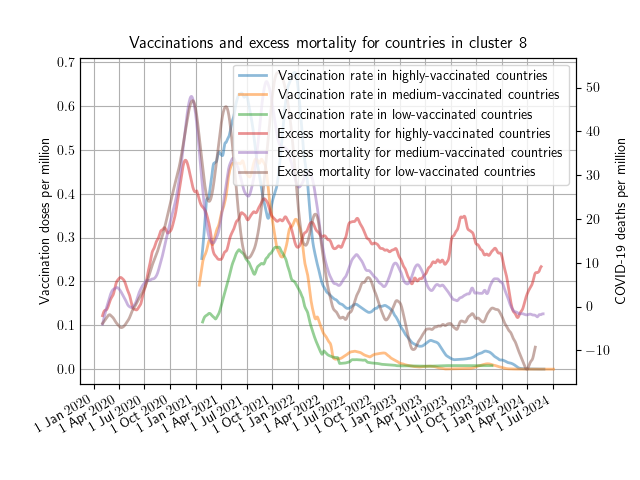 Vaccinations and excess mortality for countries in cluster 8
Vaccination rate in highly-vaccinated countries
Vaccination rate in medium-vaccinated countries
Vaccination rate in low-vaccinated countries
Excess mortality for highly-vaccinated countries
Excess mortality for medium-vaccinated countries
Excess mortality for low-vaccinated countries
Vaccination doses per million
0.7
0.6
0.5
0.4
0.3
0.2
0.1
0.0
COVID-19 deaths per million
50
40
30
20
10
0
−10
1 Jan 2020
1 Apr 2020
1 Jul 2020
1 Oct 2020
1 Jan 2021
1 Apr 2021
1 Jul 2021
1 Oct 2021
1 Jan 2022
1 Apr 2022
1 Jul 2022
1 Oct 2022
1 Jan 2023
1 Apr 2023
1 Jul 2023
1 Oct 2023
1 Jan 2024
1 Apr 2024
1 Jul 2024